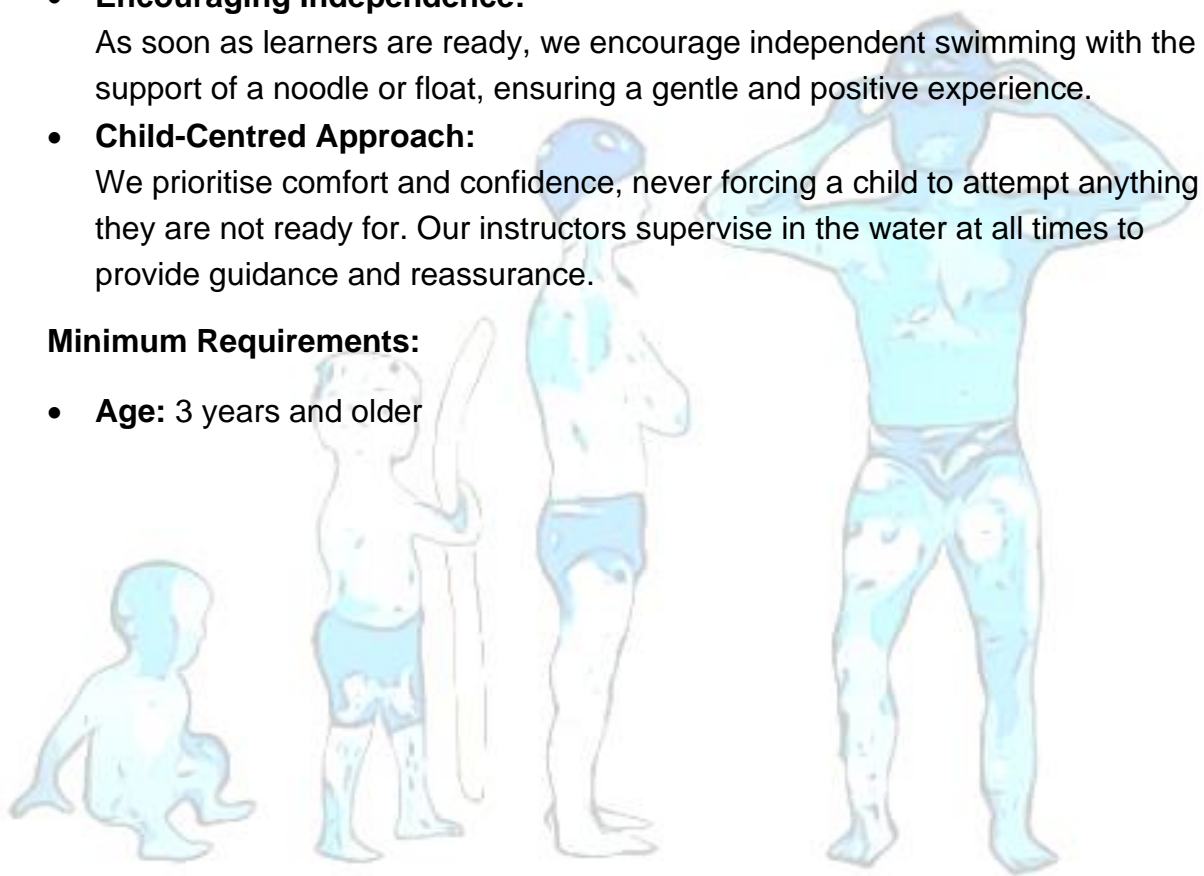 • Encouraging Independence:
As soon as learners are ready, we encourage independent swimming with the
support of a noodle or float, ensuring a gentle and positive experience.
• Child-Centred Approach:
We prioritise comfort and confidence, never forcing a child to attempt anything
they are not ready for. Our instructors supervise in the water at all times to
provide guidance and reassurance.
Minimum Requirements:
• Age: 3 years and older